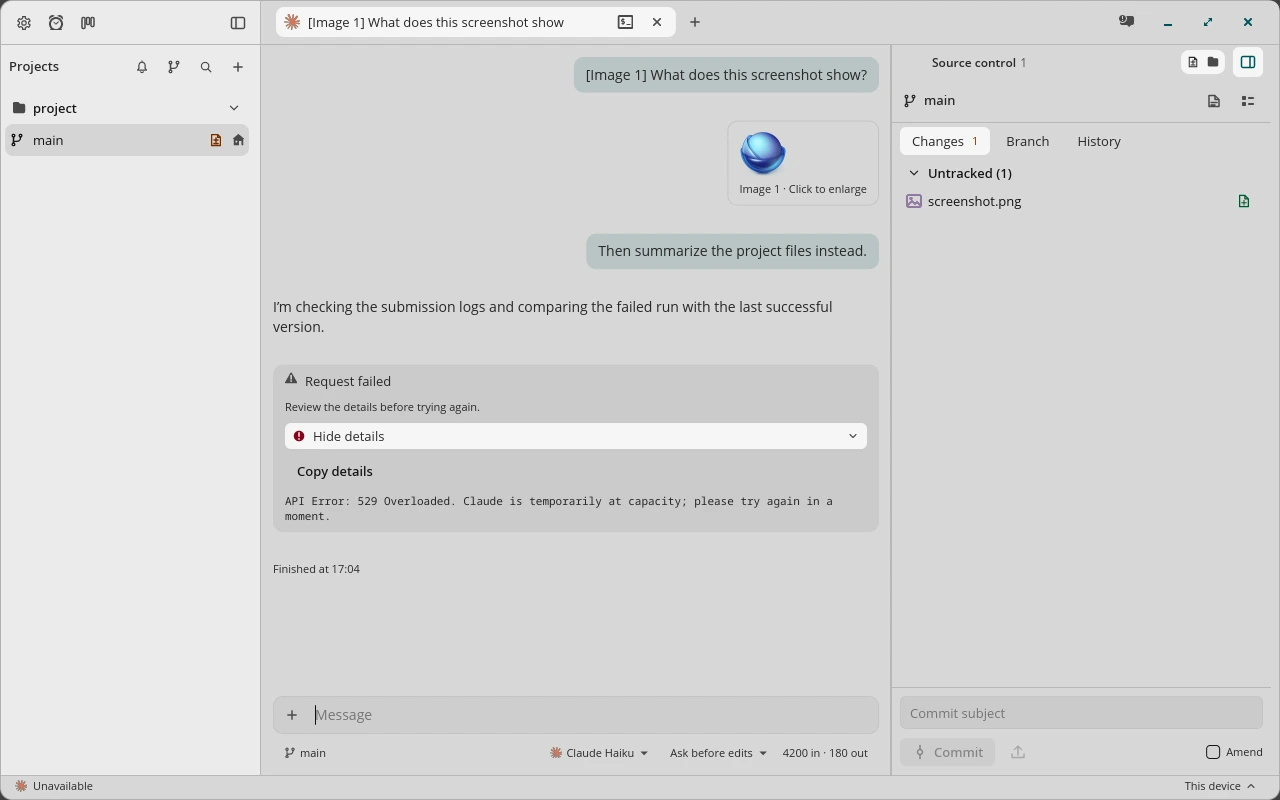 [Image 1] What does this screenshot show
Projects
project
main
[Image 1] What does this screenshot show?
Image 1 · Click to enlarge
Then summarize the project files instead.
I'm checking the submission logs and comparing the failed run with the last successful
version.
Request failed
Review the details before trying again.
Hide details
Copy details
API Error: 529 Overloaded. Claude is temporarily at capacity; please try again in a
moment.
Finished at 17:04
Message
main
Claude Haiku
Ask before edits
4200 in · 180 out
Source control 1
main
Changes 1
Branch
History
Untracked (1)
screenshot.png
Commit subject
Commit
Amend
Unavailable
This device